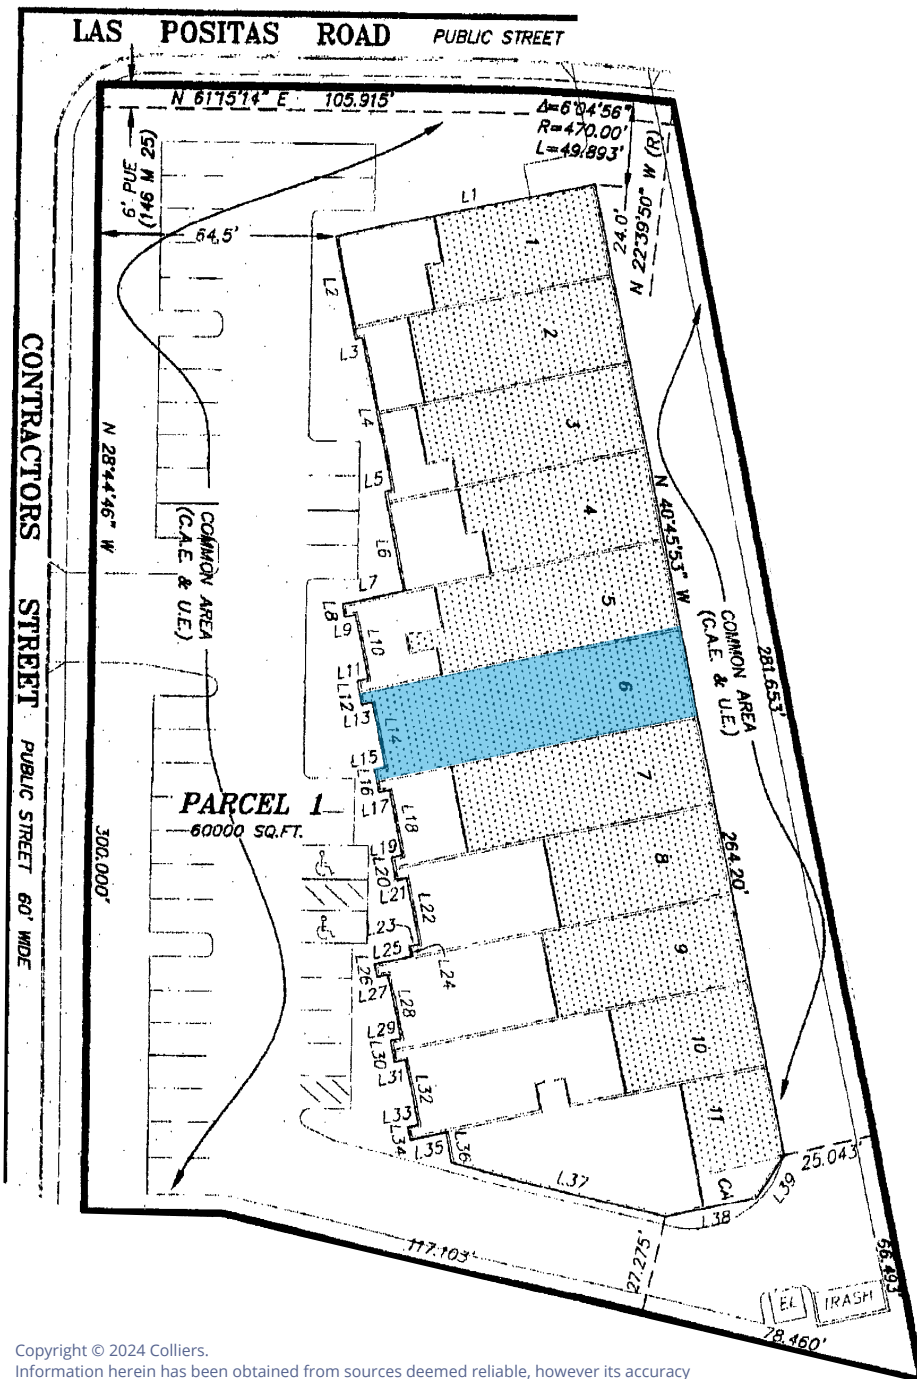 LAS POSITAS ROAD PUBLIC STREET
N 61°15'14" E 105.915'
Δ=6°04'56"
R=470.00'
L=49.893'
6' PUE
(146 M 25)
N 22°39'50" W (R)
24.0'
64.5'
L1
1
L2
2
L3
L4
3
L5
4
L6
N 40°45'53" W
L7
5
L8
L9
L10
L11
6
L12
L13
L14
L15
7
L16
L17
L18
L19
8
L20
L21
L22
L23
9
L24
L25
L26
L27
L28
L29
10
L30
L31
L32
11
L33
L34
L35
L36
L37
CA
L38
L39
CONTRACTORS STREET PUBLIC STREET 60' WIDE
N 28°44'46" W
300.000'
COMMON AREA
(C.A.E. & U.E.)
COMMON AREA
(C.A.E. & U.E.)
281.653'
264.20'
PARCEL 1
60000 SQ.FT.
25.043'
66.493'
117.103'
27.275'
EL
TRASH
78.460'
Copyright © 2024 Colliers.
Information herein has been obtained from sources deemed reliable, however its accuracy